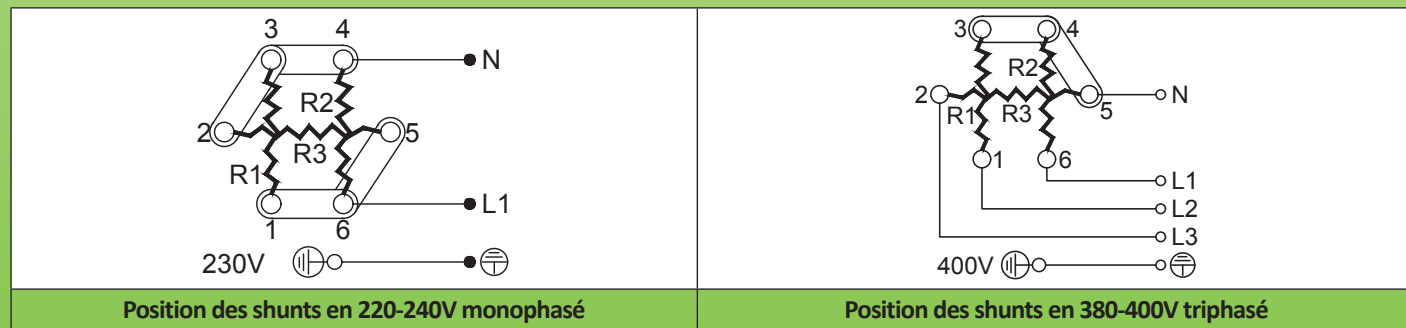 3 4
N
R2
2 5
R3
R1
L1
1 6
230V
Position des shunts en 220-240V monophasé
3 4
R2
2 N
5
R1 R3
1 6
L1
L2
L3
400V
Position des shunts en 380-400V triphasé